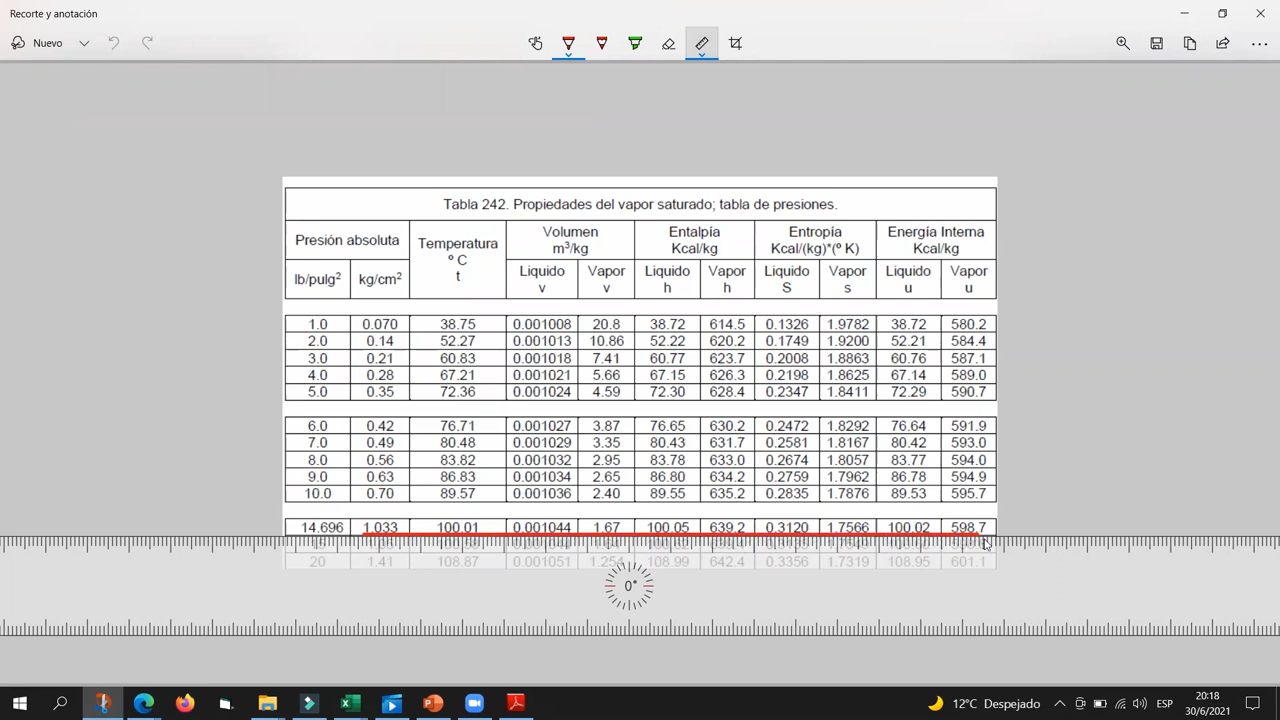 Recorte y anotación
Nuevo
Tabla 242. Propiedades del vapor saturado; tabla de presiones.
Presión absoluta Temperatura º C t Volumen m³/kg Entalpía Kcal/kg Entropía Kcal/(kg)*(º K) Energía Interna Kcal/kg
lb/pulg² kg/cm² Liquido v Vapor v Liquido h Vapor h Liquido S Vapor s Liquido u Vapor u
1.0 0.070 38.75 0.001008 20.8 38.72 614.5 0.1326 1.9782 38.72 580.2
2.0 0.14 52.27 0.001013 10.86 52.22 620.2 0.1749 1.9200 52.21 584.4
3.0 0.21 60.83 0.001018 7.41 60.77 623.7 0.2008 1.8863 60.76 587.1
4.0 0.28 67.21 0.001021 5.66 67.15 626.3 0.2198 1.8625 67.14 589.0
5.0 0.35 72.36 0.001024 4.59 72.30 628.4 0.2347 1.8411 72.29 590.7
6.0 0.42 76.71 0.001027 3.87 76.65 630.2 0.2472 1.8292 76.64 591.9
7.0 0.49 80.48 0.001029 3.35 80.42 631.7 0.2581 1.8167 80.42 593.0
8.0 0.56 83.82 0.001032 2.95 83.78 633.0 0.2674 1.8057 83.77 594.0
9.0 0.63 86.83 0.001034 2.65 86.80 634.2 0.2759 1.7962 86.78 594.9
10.0 0.70 89.57 0.001036 2.40 89.55 635.2 0.2835 1.7876 89.53 595.7
14.696 1.033 100.01 0.001044 1.67 100.05 639.2 0.3120 1.7566 100.02 598.7
20 1.41 108.87 0.001051 1.254 108.99 642.4 0.3356 1.7319 108.95 601.1
0°
12°C Despejado
ESP
20:18
30/6/2021